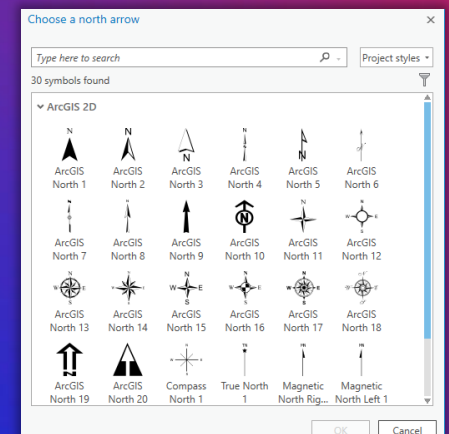 Choose a north arrow
Type here to search
Project styles
30 symbols found
ArcGIS 2D
ArcGIS North 1
ArcGIS North 2
ArcGIS North 3
ArcGIS North 4
ArcGIS North 5
ArcGIS North 6
ArcGIS North 7
ArcGIS North 8
ArcGIS North 9
ArcGIS North 10
ArcGIS North 11
ArcGIS North 12
ArcGIS North 13
ArcGIS North 14
ArcGIS North 15
ArcGIS North 16
ArcGIS North 17
ArcGIS North 18
ArcGIS North 19
ArcGIS North 20
Compass North 1
True North 1
Magnetic North Rig...
Magnetic North Left 1
OK
Cancel